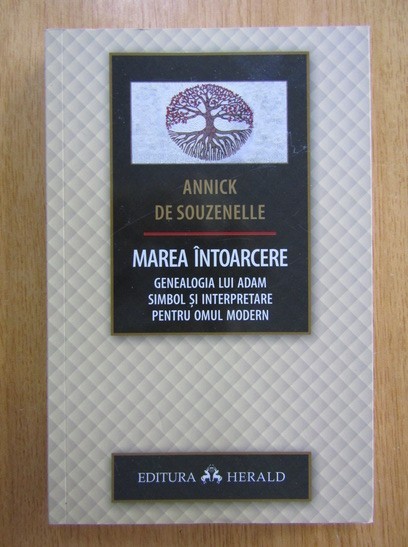 ANNICK
DE SOUZENELLE
MAREA ÎNTOARCERE
GENEALOGIA LUI ADAM
SIMBOL ȘI INTERPRETARE
PENTRU OMUL MODERN
EDITURA HERALD